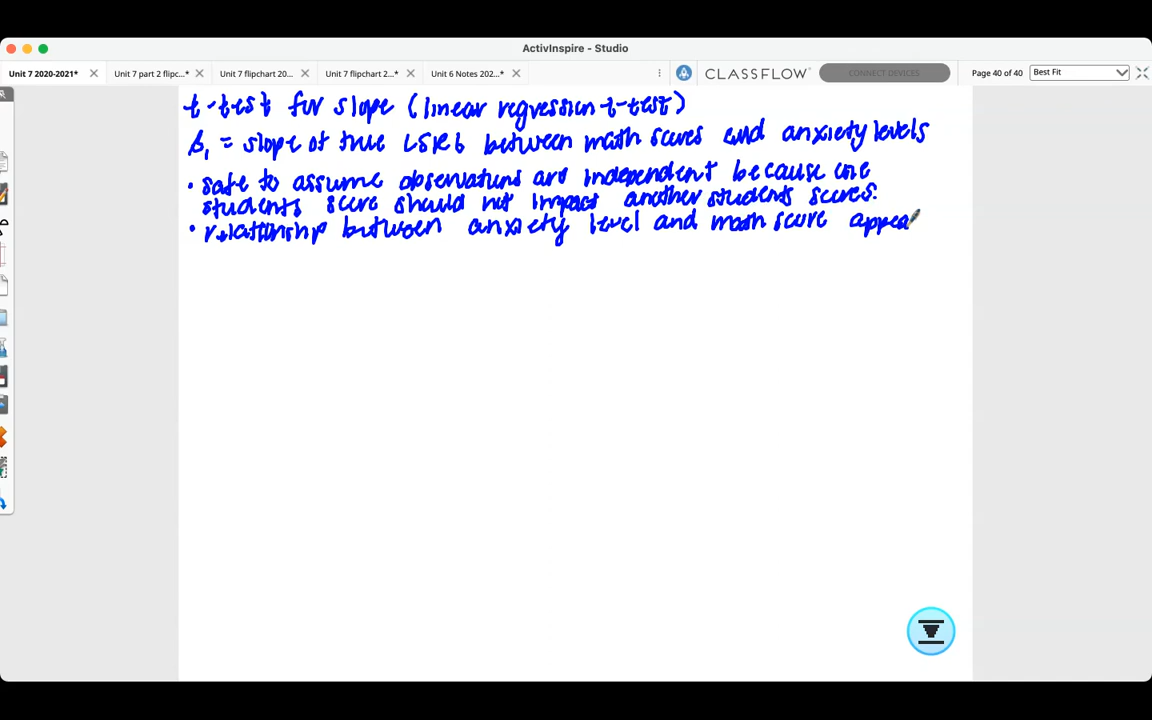 ActivInspire - Studio
Unit 7 2020-2021*
Unit 7 part 2 flipc...*
Unit 7 flipchart 20...
Unit 7 flipchart 2...*
Unit 6 Notes 202...*
CLASSFLOW
CONNECT DEVICES
Page 40 of 40
Best Fit
t-test for slope (linear regression t-test)
β₁ = slope of true LSRL between math scores and anxiety levels
• safe to assume observations are independent because one
students score should not impact another students scores.
• relationship between anxiety level and math score appea